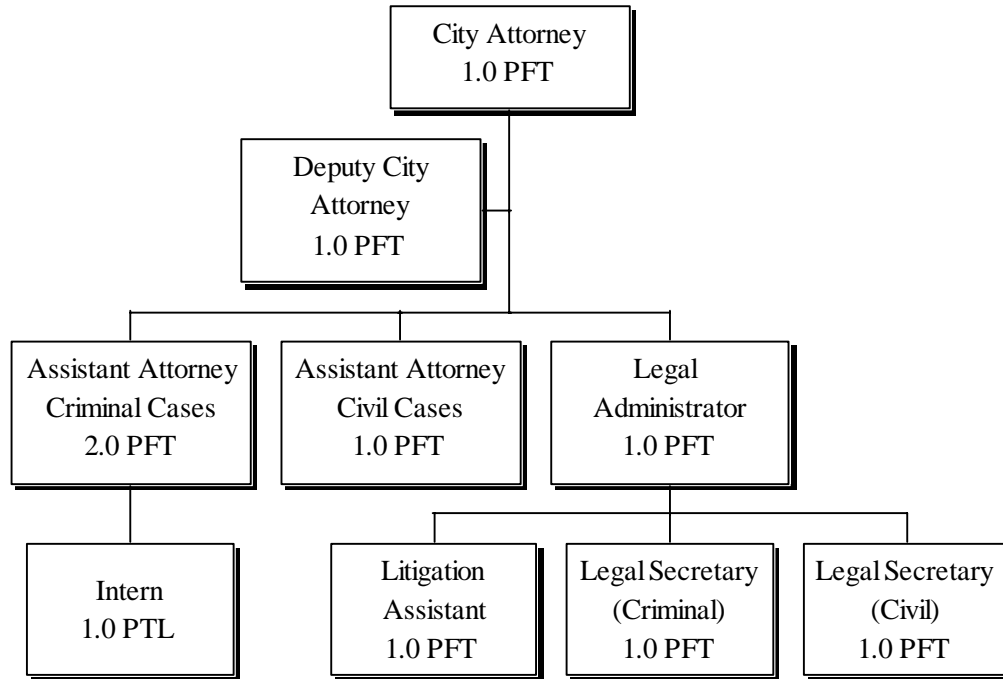 City Attorney
1.0 PFT
Deputy City
Attorney
1.0 PFT
Assistant Attorney
Criminal Cases
2.0 PFT
Assistant Attorney
Civil Cases
1.0 PFT
Legal
Administrator
1.0 PFT
Intern
1.0 PTL
Litigation
Assistant
1.0 PFT
Legal Secretary
(Criminal)
1.0 PFT
Legal Secretary
(Civil)
1.0 PFT